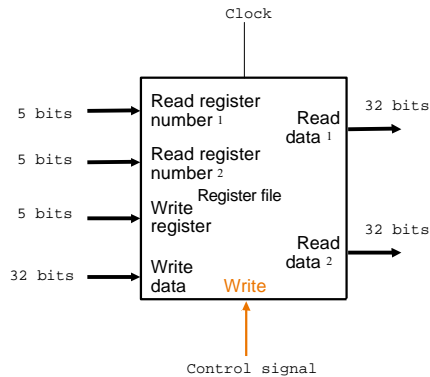 Clock
5 bits
Read register
number 1
Read
data 1
32 bits
5 bits
Read register
number 2
Register file
5 bits
Write
register
Read
data 2
32 bits
32 bits
Write
data
Write
Control signal